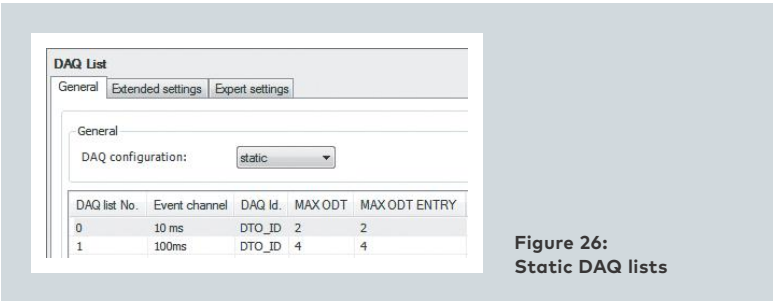 DAQ List
General Extended settings Expert settings
General
DAQ configuration: static
DAQ list No. Event channel DAQ Id. MAX ODT MAX ODT ENTRY
0 10 ms DTO_ID 2 2
1 100ms DTO_ID 4 4
Figure 26:
Static DAQ lists